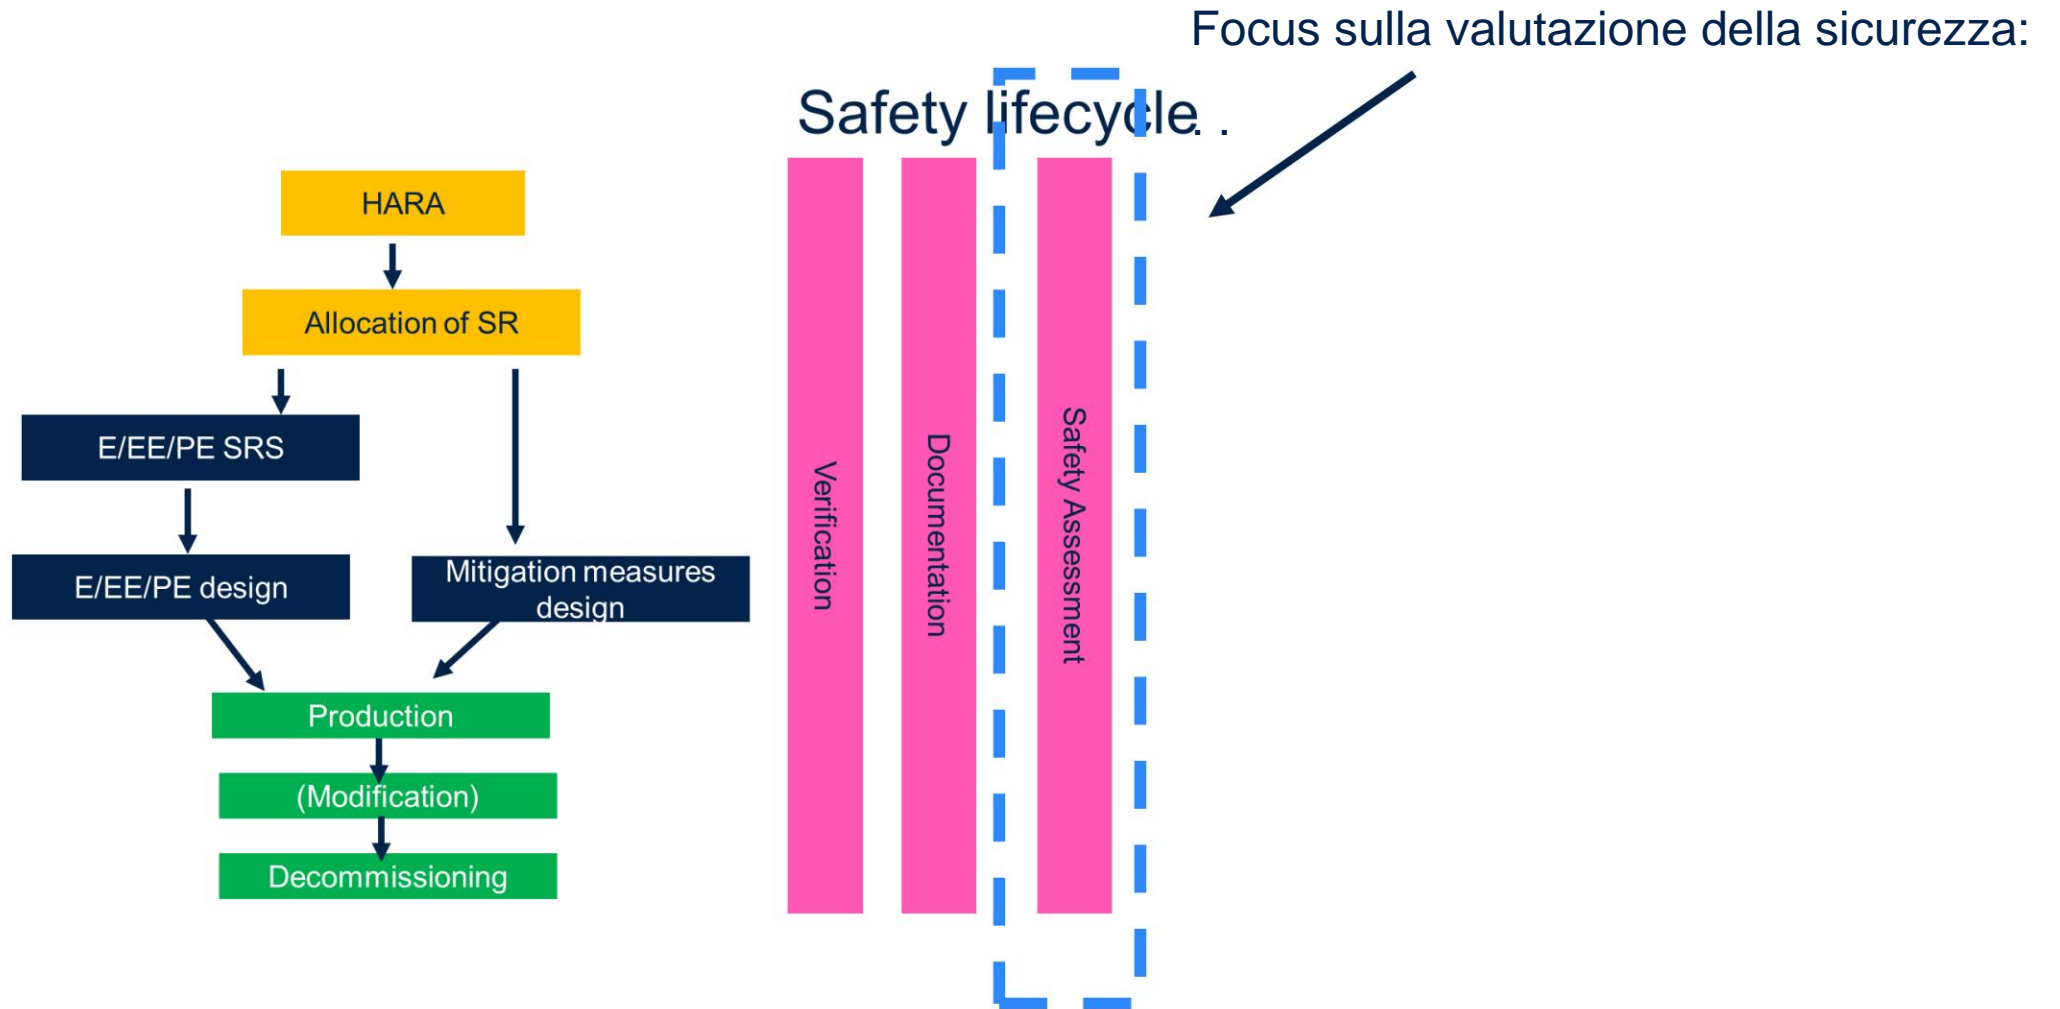 Focus sulla valutazione della sicurezza:
Safety lifecycle. .
HARA
Allocation of SR
E/EE/PE SRS
E/EE/PE design
Mitigation measures
design
Production
(Modification)
Decommissioning
Verification
Documentation
Safety Assessment